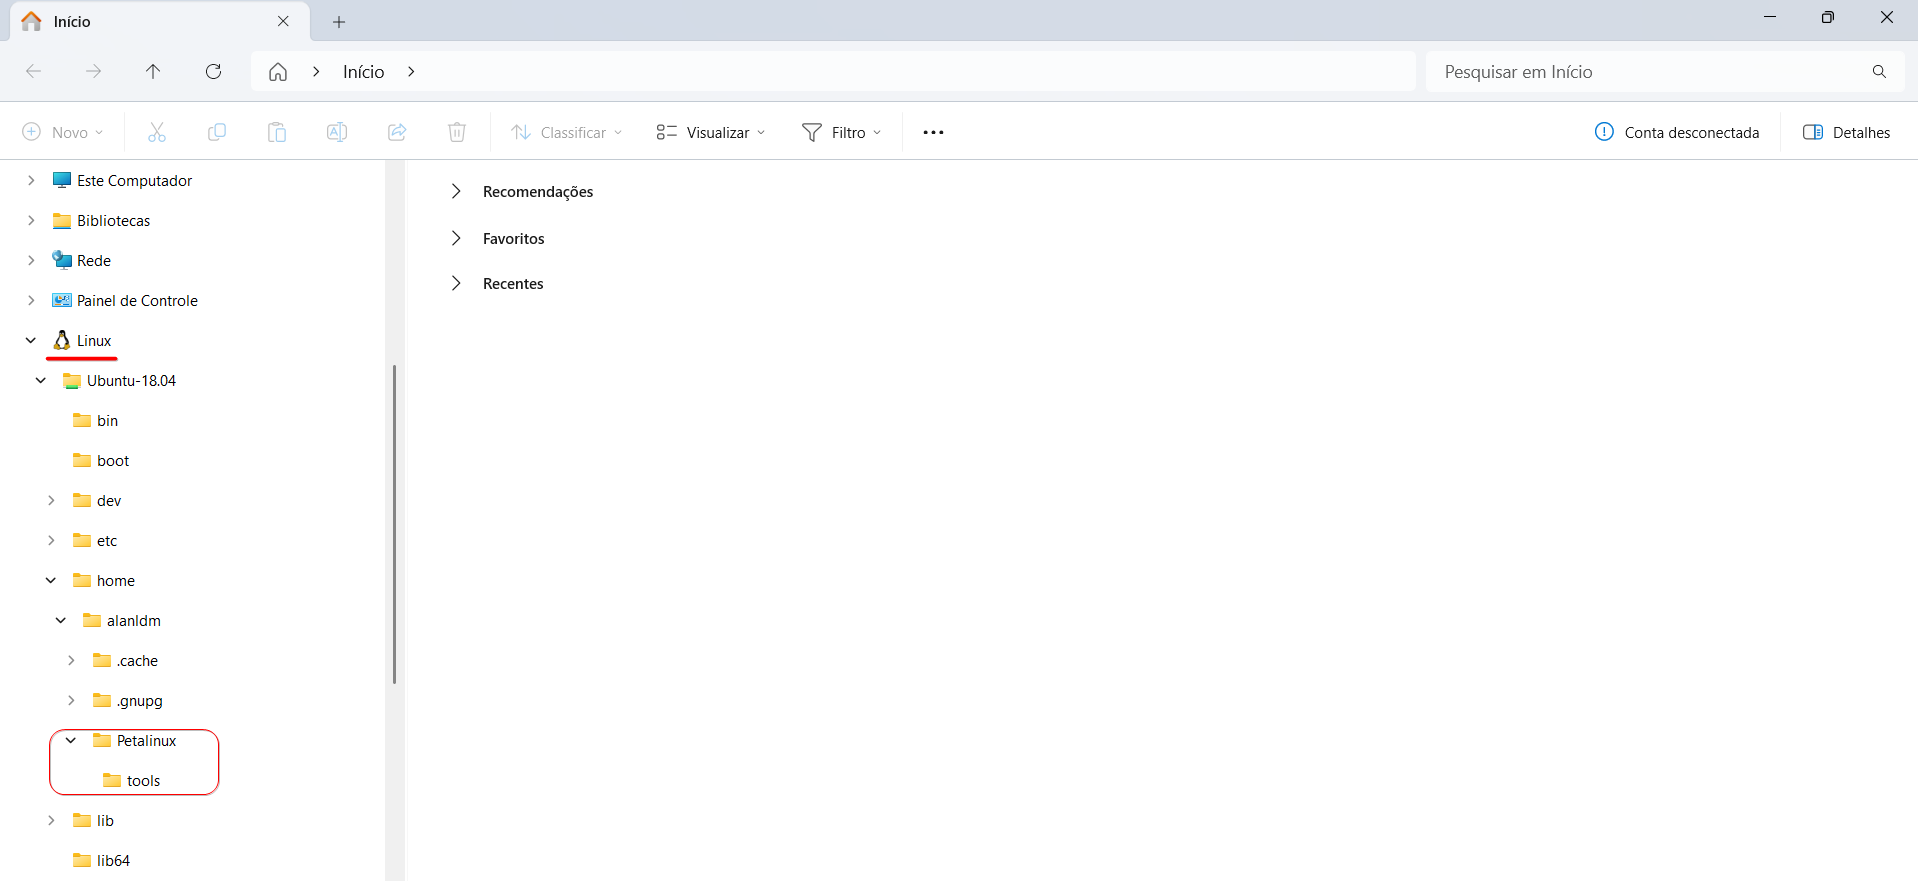 Início
Início
Pesquisar em Início
Novo
Classificar
Visualizar
Filtro
Conta desconectada
Detalhes
Este Computador
Bibliotecas
Rede
Painel de Controle
Linux
Ubuntu-18.04
bin
boot
dev
etc
home
alanldm
.cache
.gnupg
Petalinux
tools
lib
lib64
Recomendações
Favoritos
Recentes